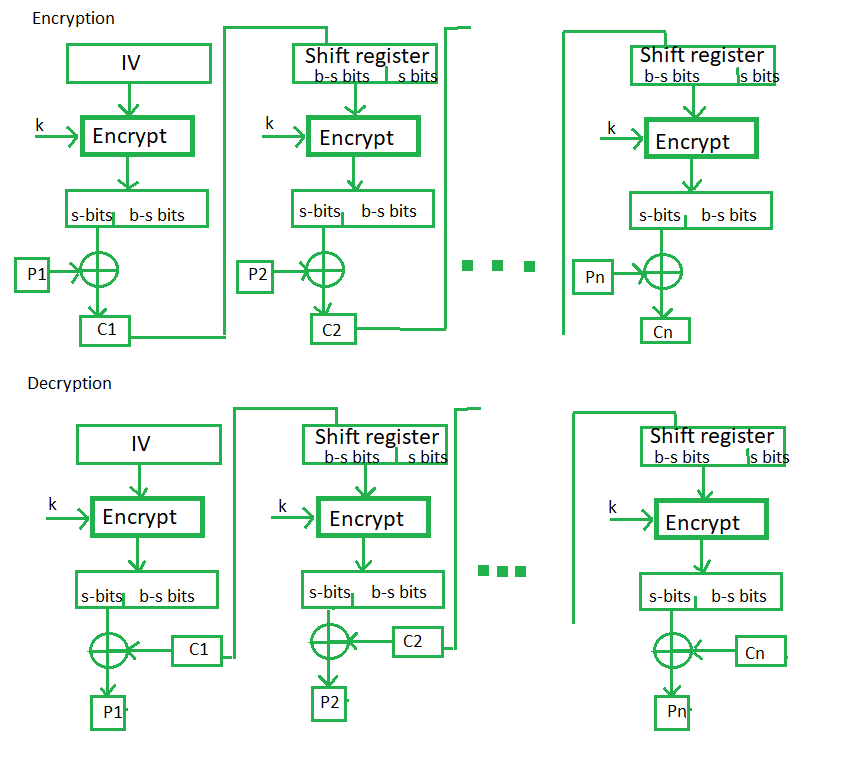 Encryption
IV Shift register Shift register
b-s bits s bits b-s bits s bits
k Encrypt k Encrypt k Encrypt
s-bits b-s bits s-bits b-s bits s-bits b-s bits
P1 P2 Pn
C1 C2 Cn
Decryption
IV Shift register Shift register
b-s bits s bits b-s bits s bits
k Encrypt k Encrypt k Encrypt
s-bits b-s bits s-bits b-s bits s-bits b-s bits
C1 C2 Cn
P1 P2 Pn